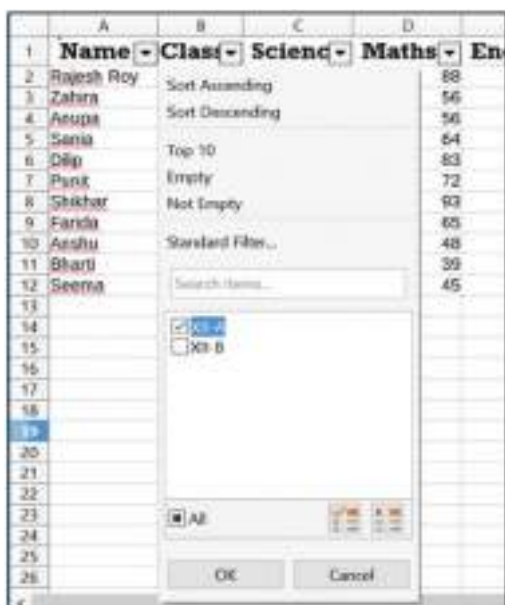 A B C D
1 Name Class Scienc Maths En
2 Rajesh Roy 88
3 Zahira 56
4 Anupa 56
5 Sania 64
6 Dilip 83
7 Punit 72
8 Shikhar 93
9 Farida 65
10 Anshu 48
11 Bharti 39
12 Seema 45
13
14
15
16
17
18
19
20
21
22
23
24
25
26
Sort Ascending
Sort Descending
Top 10
Empty
Not Empty
Standard Filter...
Search items...
XII-A
XII-B
All
OK Cancel